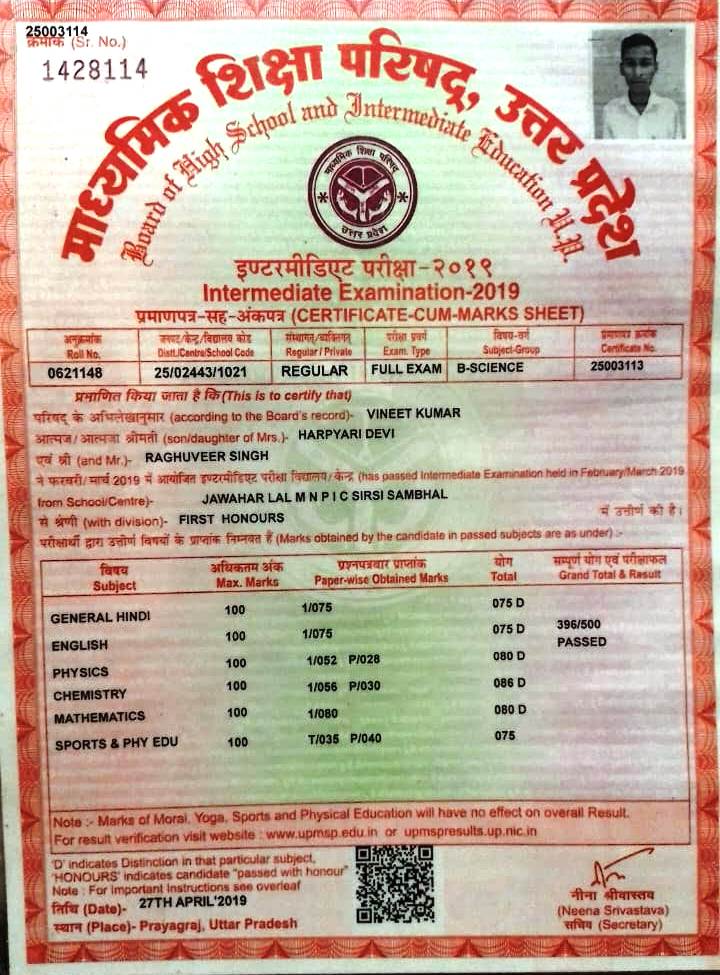 25003114
क्रमांक (Sr. No.)
1428114
माध्यमिक शिक्षा परिषद्, उत्तर प्रदेश
Board of High School and Intermediate Education U.P.
माध्यमिक शिक्षा परिषद
उत्तर प्रदेश
इण्टरमीडिएट परीक्षा-२०१९
Intermediate Examination-2019
प्रमाणपत्र-सह-अंकपत्र (CERTIFICATE-CUM-MARKS SHEET)
अनुक्रमांक जनपद/केन्द्र/विद्यालय कोड संस्थागत/व्यक्तिगत परीक्षा प्रवर्ग विषय-वर्ग प्रमाणपत्र क्रमांक
Roll No. Distt./Centre/School Code Regular / Private Exam. Type Subject-Group Certificate No.
0621148 25/02443/1021 REGULAR FULL EXAM B-SCIENCE 25003113
प्रमाणित किया जाता है कि (This is to certify that)
परिषद् के अभिलेखानुसार (according to the Board's record)- VINEET KUMAR
आत्मज/आत्मजा श्रीमती (son/daughter of Mrs.)- HARPYARI DEVI
एवं श्री (and Mr.)- RAGHUVEER SINGH
ने फरवरी/मार्च 2019 में आयोजित इण्टरमीडिएट परीक्षा विद्यालय/केन्द्र (has passed Intermediate Examination held in February/March 2019
from School/Centre)- JAWAHAR LAL M N P I C SIRSI SAMBHAL
से श्रेणी (with division)- FIRST HONOURS में उत्तीर्ण की है।
परीक्षार्थी द्वारा उत्तीर्ण विषयों के प्राप्तांक निम्नवत हैं (Marks obtained by the candidate in passed subjects are as under) :-
विषय अधिकतम अंक प्रश्नपत्रवार प्राप्तांक योग सम्पूर्ण योग एवं परीक्षाफल
Subject Max. Marks Paper-wise Obtained Marks Total Grand Total & Result
GENERAL HINDI 100 1/075 075 D
ENGLISH 100 1/075 075 D 396/500
PASSED
PHYSICS 100 1/052 P/028 080 D
CHEMISTRY 100 1/056 P/030 086 D
MATHEMATICS 100 1/080 080 D
SPORTS & PHY EDU 100 T/035 P/040 075
Note :- Marks of Moral, Yoga, Sports and Physical Education will have no effect on overall Result.
For result verification visit website : www.upmsp.edu.in or upmspresults.up.nic.in
'D' indicates Distinction in that particular subject,
'HONOURS' indicates candidate "passed with honour"
Note : For Important Instructions see overleaf
तिथि (Date)- 27TH APRIL'2019
स्थान (Place)- Prayagraj, Uttar Pradesh
नीना श्रीवास्तव
(Neena Srivastava)
सचिव (Secretary)